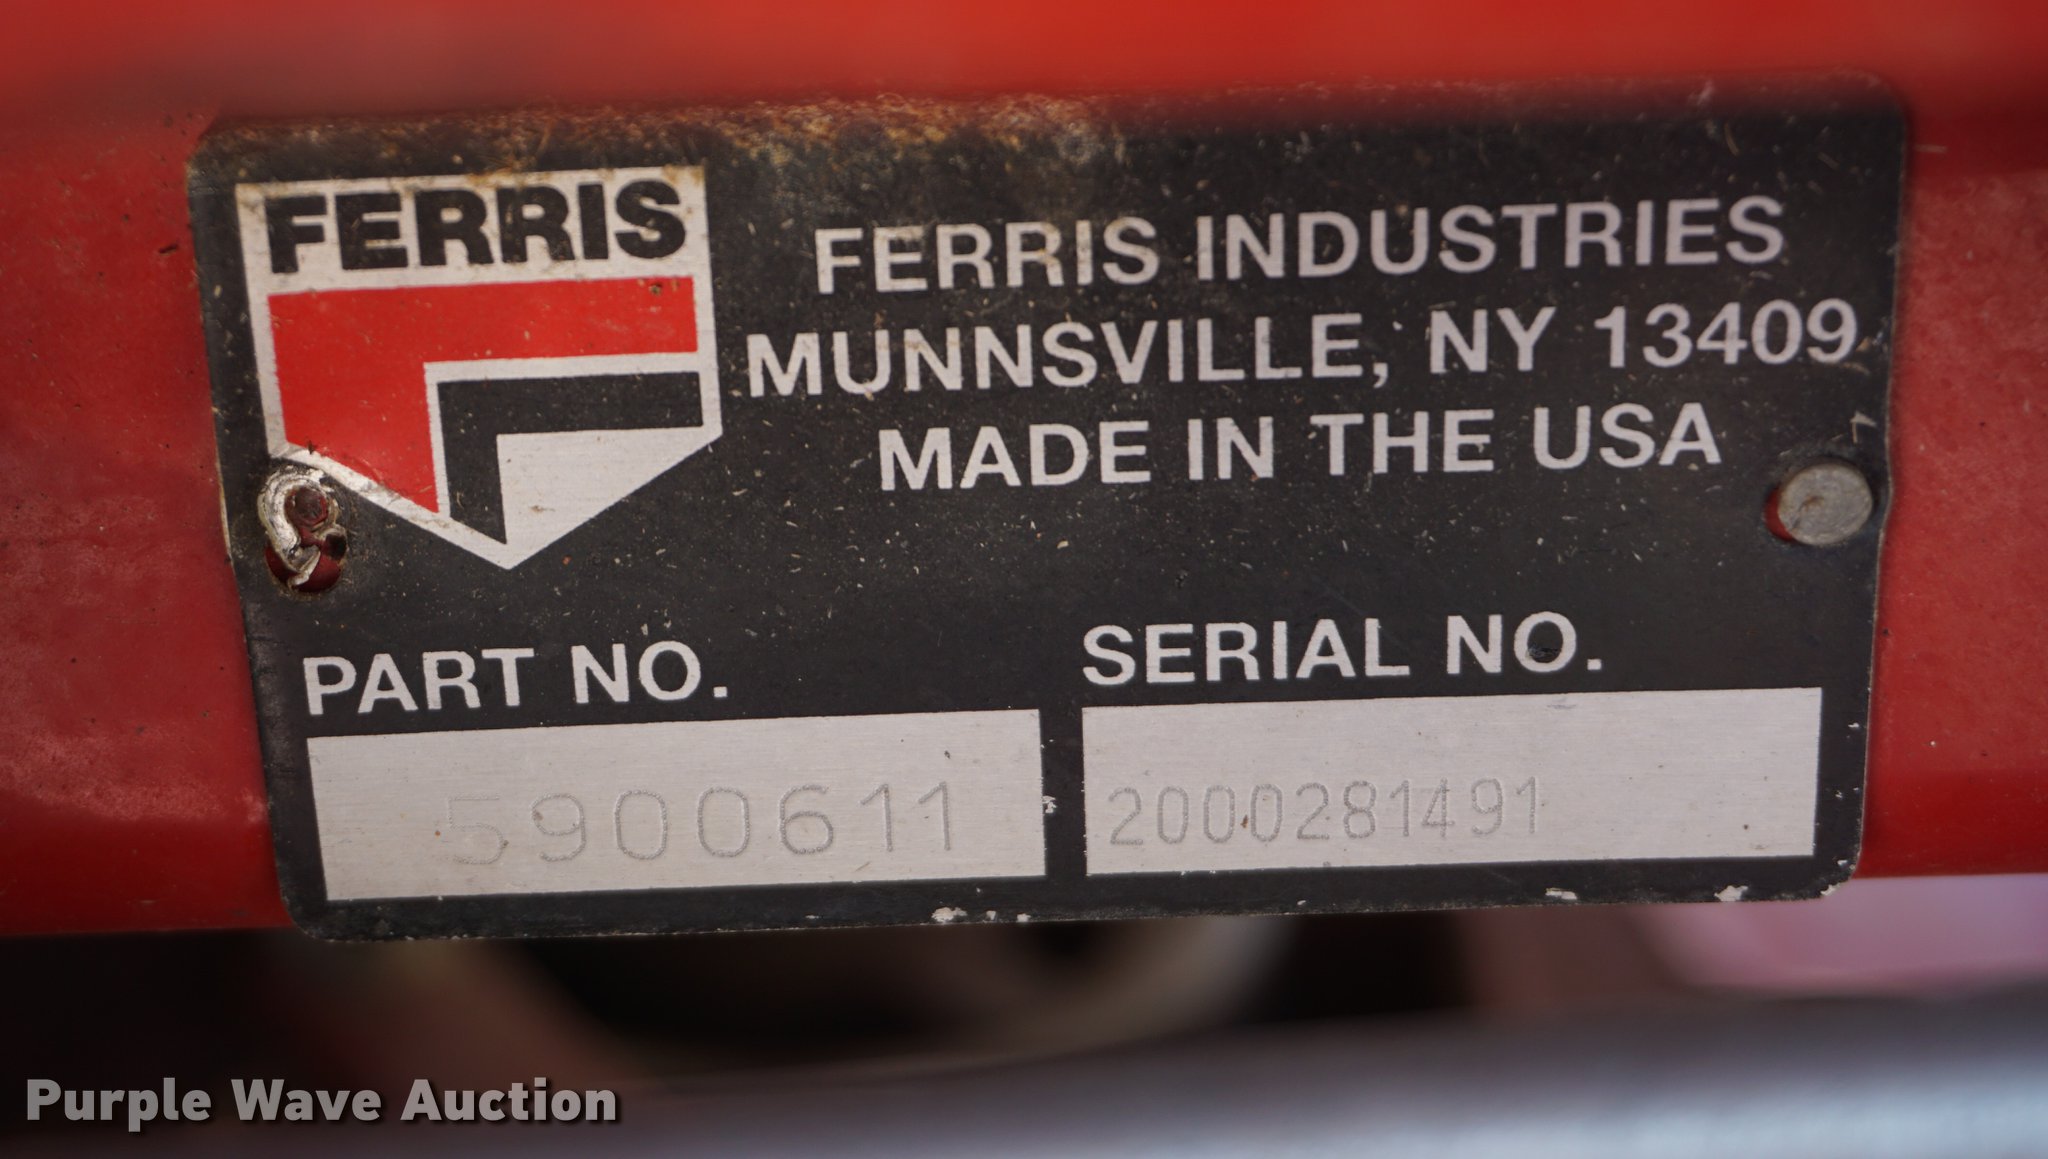 FERRIS
FERRIS INDUSTRIES
MUNNSVILLE, NY 13409
MADE IN THE USA
PART NO.
SERIAL NO.
5900611
2000281491
Purple Wave Auction